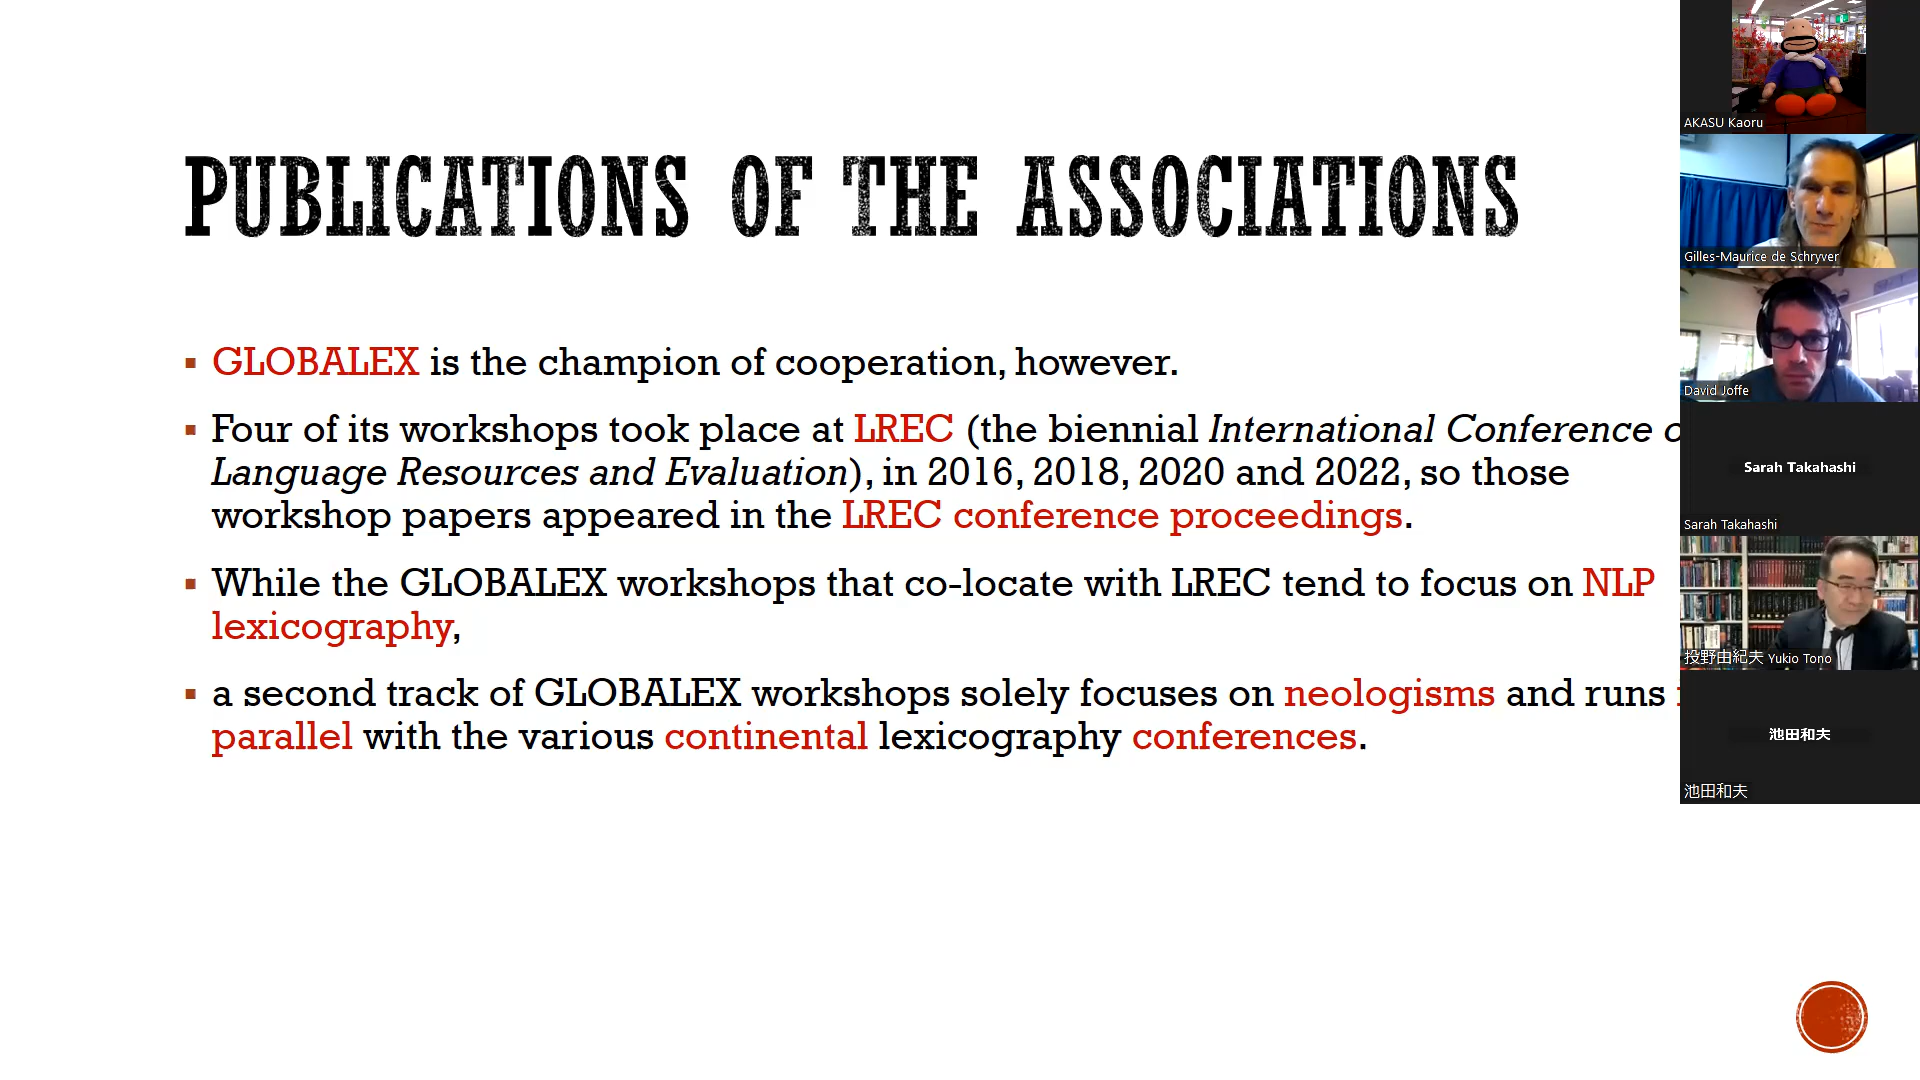 PUBLICATIONS OF THE ASSOCIATIONS
GLOBALEX is the champion of cooperation, however.
Four of its workshops took place at LREC (the biennial International Conference
Language Resources and Evaluation), in 2016, 2018, 2020 and 2022, so those
workshop papers appeared in the LREC conference proceedings.
While the GLOBALEX workshops that co-locate with LREC tend to focus on NLP
lexicography,
a second track of GLOBALEX workshops solely focuses on neologisms and runs
parallel with the various continental lexicography conferences.
AKASU Kaoru
Gilles-Maurice de Schryver
David Joffe
Sarah Takahashi
Sarah Takahashi
投野由紀夫 Yukio Tono
池田和夫
池田和夫